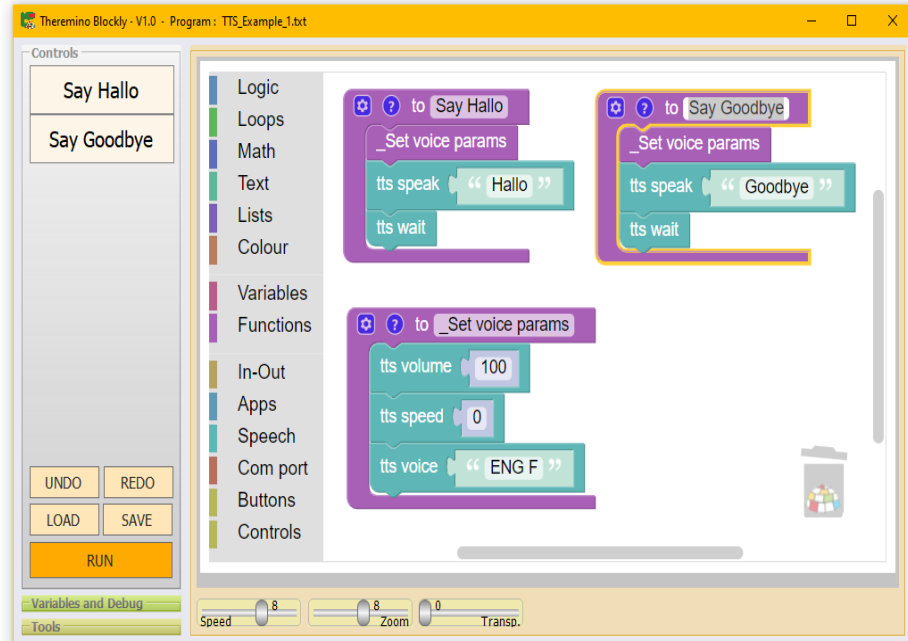 Theremino Blockly - V1.0 - Program : TTS_Example_1.txt
Controls
Say Hallo
Say Goodbye
UNDO REDO
LOAD SAVE
RUN
Variables and Debug
Tools
Logic
Loops
Math
Text
Lists
Colour
Variables
Functions
In-Out
Apps
Speech
Com port
Buttons
Controls
? to Say Hallo
_Set voice params
tts speak “ Hallo ”
tts wait
? to Say Goodbye
_Set voice params
tts speak “ Goodbye ”
tts wait
? to _Set voice params
tts volume 100
tts speed 0
tts voice “ ENG F ”
Speed 8
8 Zoom
0 Transp.